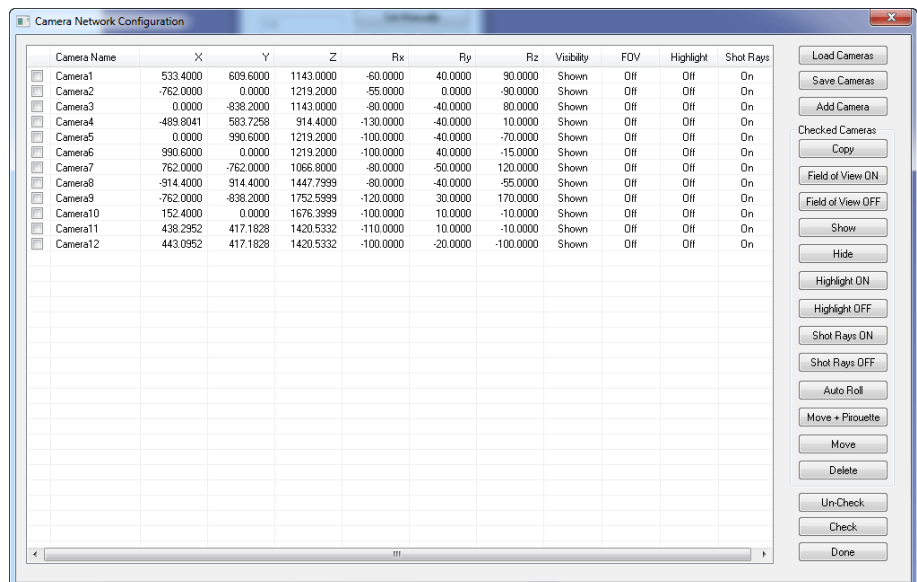 Camera Network Configuration
Camera Name X Y Z Rx Ry Rz Visibility FOV Highlight Shot Rays
Camera1 533.4000 609.6000 1143.0000 -60.0000 40.0000 90.0000 Shown Off Off On
Camera2 -762.0000 0.0000 1219.2000 -55.0000 0.0000 -90.0000 Shown Off Off On
Camera3 0.0000 -838.2000 1143.0000 -80.0000 -40.0000 80.0000 Shown Off Off On
Camera4 -489.8041 583.7258 914.4000 -130.0000 -40.0000 10.0000 Shown Off Off On
Camera5 0.0000 990.6000 1219.2000 -100.0000 -40.0000 -70.0000 Shown Off Off On
Camera6 990.6000 0.0000 1219.2000 -100.0000 40.0000 -15.0000 Shown Off Off On
Camera7 762.0000 -762.0000 1066.8000 -80.0000 -50.0000 120.0000 Shown Off Off On
Camera8 -914.4000 914.4000 1447.7999 -80.0000 -40.0000 -55.0000 Shown Off Off On
Camera9 -762.0000 -838.2000 1752.5999 -120.0000 30.0000 170.0000 Shown Off Off On
Camera10 152.4000 0.0000 1676.3999 -100.0000 10.0000 -10.0000 Shown Off Off On
Camera11 438.2952 417.1828 1420.5332 -110.0000 10.0000 -10.0000 Shown Off Off On
Camera12 443.0952 417.1828 1420.5332 -100.0000 -20.0000 -100.0000 Shown Off Off On
Load Cameras
Save Cameras
Add Camera
Checked Cameras
Copy
Field of View ON
Field of View OFF
Show
Hide
Highlight ON
Highlight OFF
Shot Rays ON
Shot Rays OFF
Auto Roll
Move + Pirouette
Move
Delete
Un-Check
Check
Done